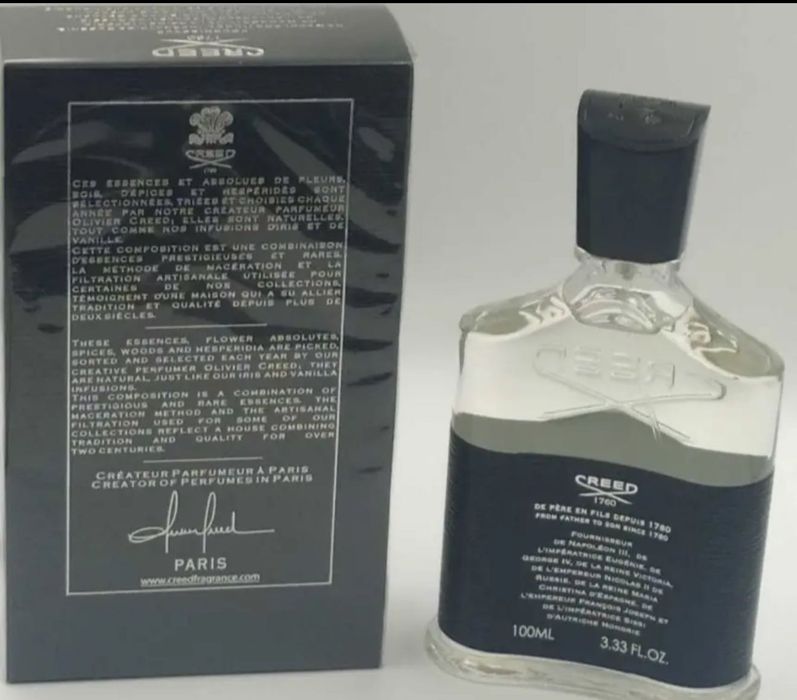 CREED
1760
CREED
1760
CES ESSENCES ET ABSOLUES DE FLEURS,
BOIS, D'ÉPICES ET HESPÉRIDÉS SONT
SÉLECTIONNÉES, TRIÉES ET CHOISIES CHAQUE
ANNÉE PAR NOTRE CRÉATEUR PARFUMEUR
OLIVIER CREED; ELLES SONT NATURELLES,
TOUT COMME NOS INFUSIONS D'IRIS ET DE
VANILLE.
CETTE COMPOSITION EST UNE COMBINAISON
D'ESSENCES PRESTIGIEUSES ET RARES.
LA MÉTHODE DE MACÉRATION ET LA
FILTRATION ARTISANALE UTILISÉE POUR
CERTAINES DE NOS COLLECTIONS,
TÉMOIGNENT D'UNE MAISON QUI A SU ALLIER
TRADITION ET QUALITÉ DEPUIS PLUS DE
DEUX SIÈCLES.
THESE ESSENCES, FLOWER ABSOLUTES,
SPICES, WOODS AND HESPERIDIA ARE PICKED,
SORTED AND SELECTED EACH YEAR BY OUR
CREATIVE PERFUMER OLIVIER CREED; THEY
ARE NATURAL, JUST LIKE OUR IRIS AND VANILLA
INFUSIONS.
THIS COMPOSITION IS A COMBINATION OF
PRESTIGIOUS AND RARE ESSENCES. THE
MACERATION METHOD AND THE ARTISANAL
FILTRATION USED FOR SOME OF OUR
COLLECTIONS REFLECT A HOUSE COMBINING
TRADITION AND QUALITY FOR OVER
TWO CENTURIES.
CRÉATEUR PARFUMEUR À PARIS
CREATOR OF PERFUMES IN PARIS
PARIS
www.creedfragrance.com
CREED
CREED
1760
DE PÈRE EN FILS DEPUIS 1760
FROM FATHER TO SON SINCE 1760
FOURNISSEUR
DE NAPOLÉON III, DE
L'IMPÉRATRICE EUGÉNIE, DE
GEORGE IV, DE LA REINE VICTORIA,
DE L'EMPEREUR NICOLAS II DE
RUSSIE, DE LA REINE MARIA
CHRISTINA D'ESPAGNE, DE
L'EMPEREUR FRANÇOIS JOSEPH ET
DE L'IMPÉRATRICE SISSI
D'AUTRICHE HONGRIE
100ML
3.33 FL.OZ.